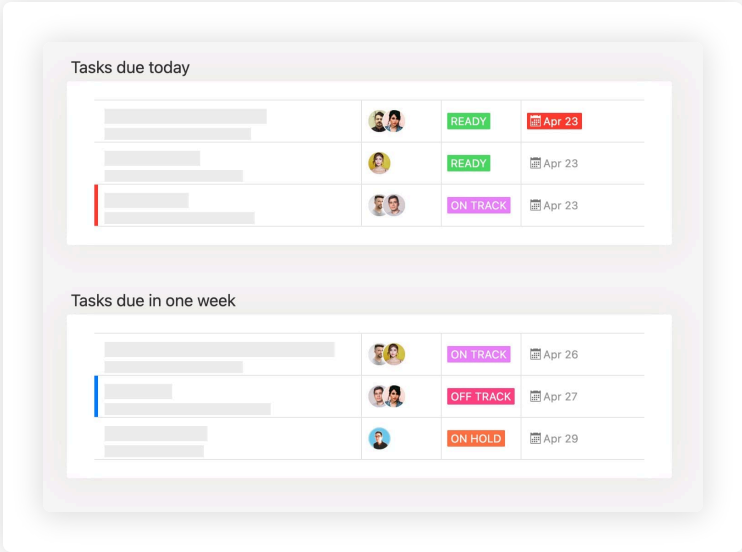 Tasks due today
READY Apr 23
READY Apr 23
ON TRACK Apr 23
Tasks due in one week
ON TRACK Apr 26
OFF TRACK Apr 27
ON HOLD Apr 29